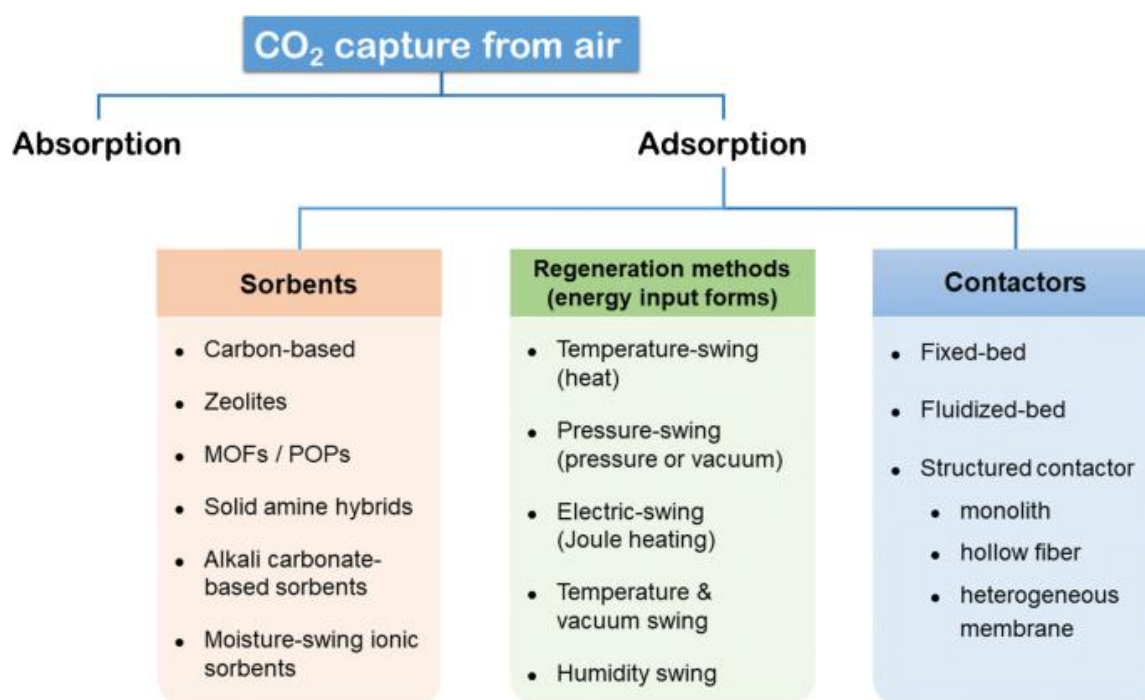 CO₂ capture from air
Absorption
Adsorption
Sorbents
• Carbon-based
• Zeolites
• MOFs / POPs
• Solid amine hybrids
• Alkali carbonate-
based sorbents
• Moisture-swing ionic
sorbents
Regeneration methods
(energy input forms)
• Temperature-swing
(heat)
• Pressure-swing
(pressure or vacuum)
• Electric-swing
(Joule heating)
• Temperature &
vacuum swing
• Humidity swing
Contactors
• Fixed-bed
• Fluidized-bed
• Structured contactor
• monolith
• hollow fiber
• heterogeneous
membrane